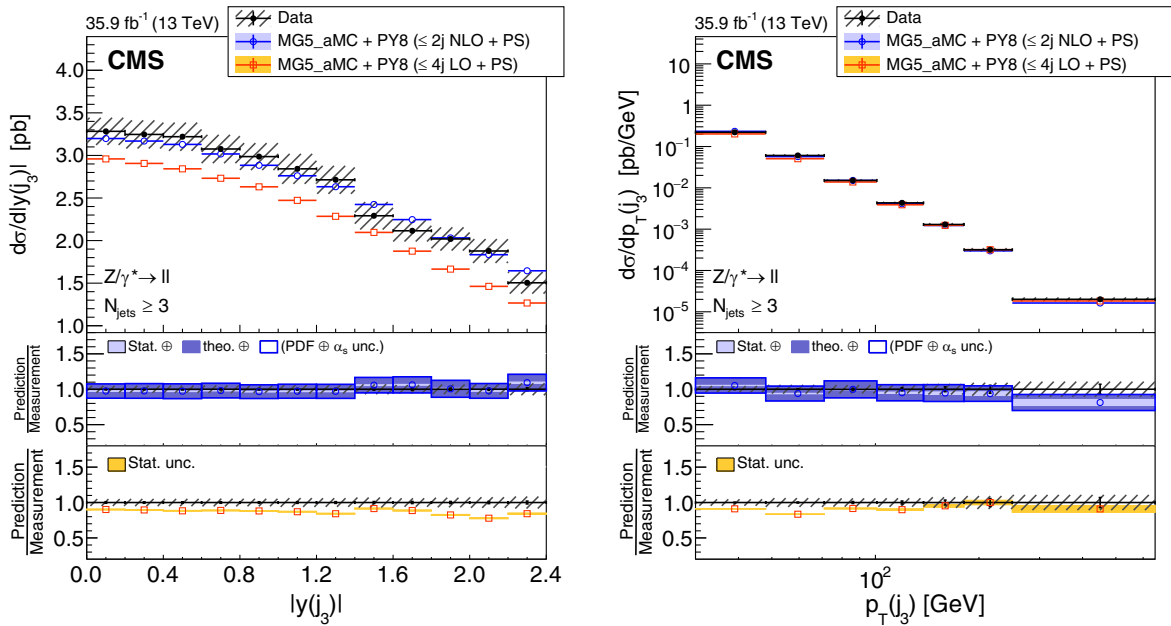 35.9 fb⁻¹ (13 TeV)
Data
MG5_aMC + PY8 (≤ 2j NLO + PS)
MG5_aMC + PY8 (≤ 4j LO + PS)
CMS
dσ/d|y(j₃)| [pb]
4.0
3.5
3.0
2.5
2.0
1.5
1.0
Z/γ* → ll
N_jets ≥ 3
Prediction
Measurement
Stat. ⊕ theo. ⊕ (PDF ⊕ αₛ unc.)
1.5
1.0
0.5
Prediction
Measurement
Stat. unc.
1.5
1.0
0.5
0.0 0.4 0.8 1.2 1.6 2.0 2.4
|y(j₃)|
35.9 fb⁻¹ (13 TeV)
Data
MG5_aMC + PY8 (≤ 2j NLO + PS)
MG5_aMC + PY8 (≤ 4j LO + PS)
CMS
dσ/dp_T(j₃) [pb/GeV]
10
1
10⁻¹
10⁻²
10⁻³
10⁻⁴
10⁻⁵
Z/γ* → ll
N_jets ≥ 3
Prediction
Measurement
Stat. ⊕ theo. ⊕ (PDF ⊕ αₛ unc.)
1.5
1.0
0.5
Prediction
Measurement
Stat. unc.
1.5
1.0
0.5
10²
p_T(j₃) [GeV]